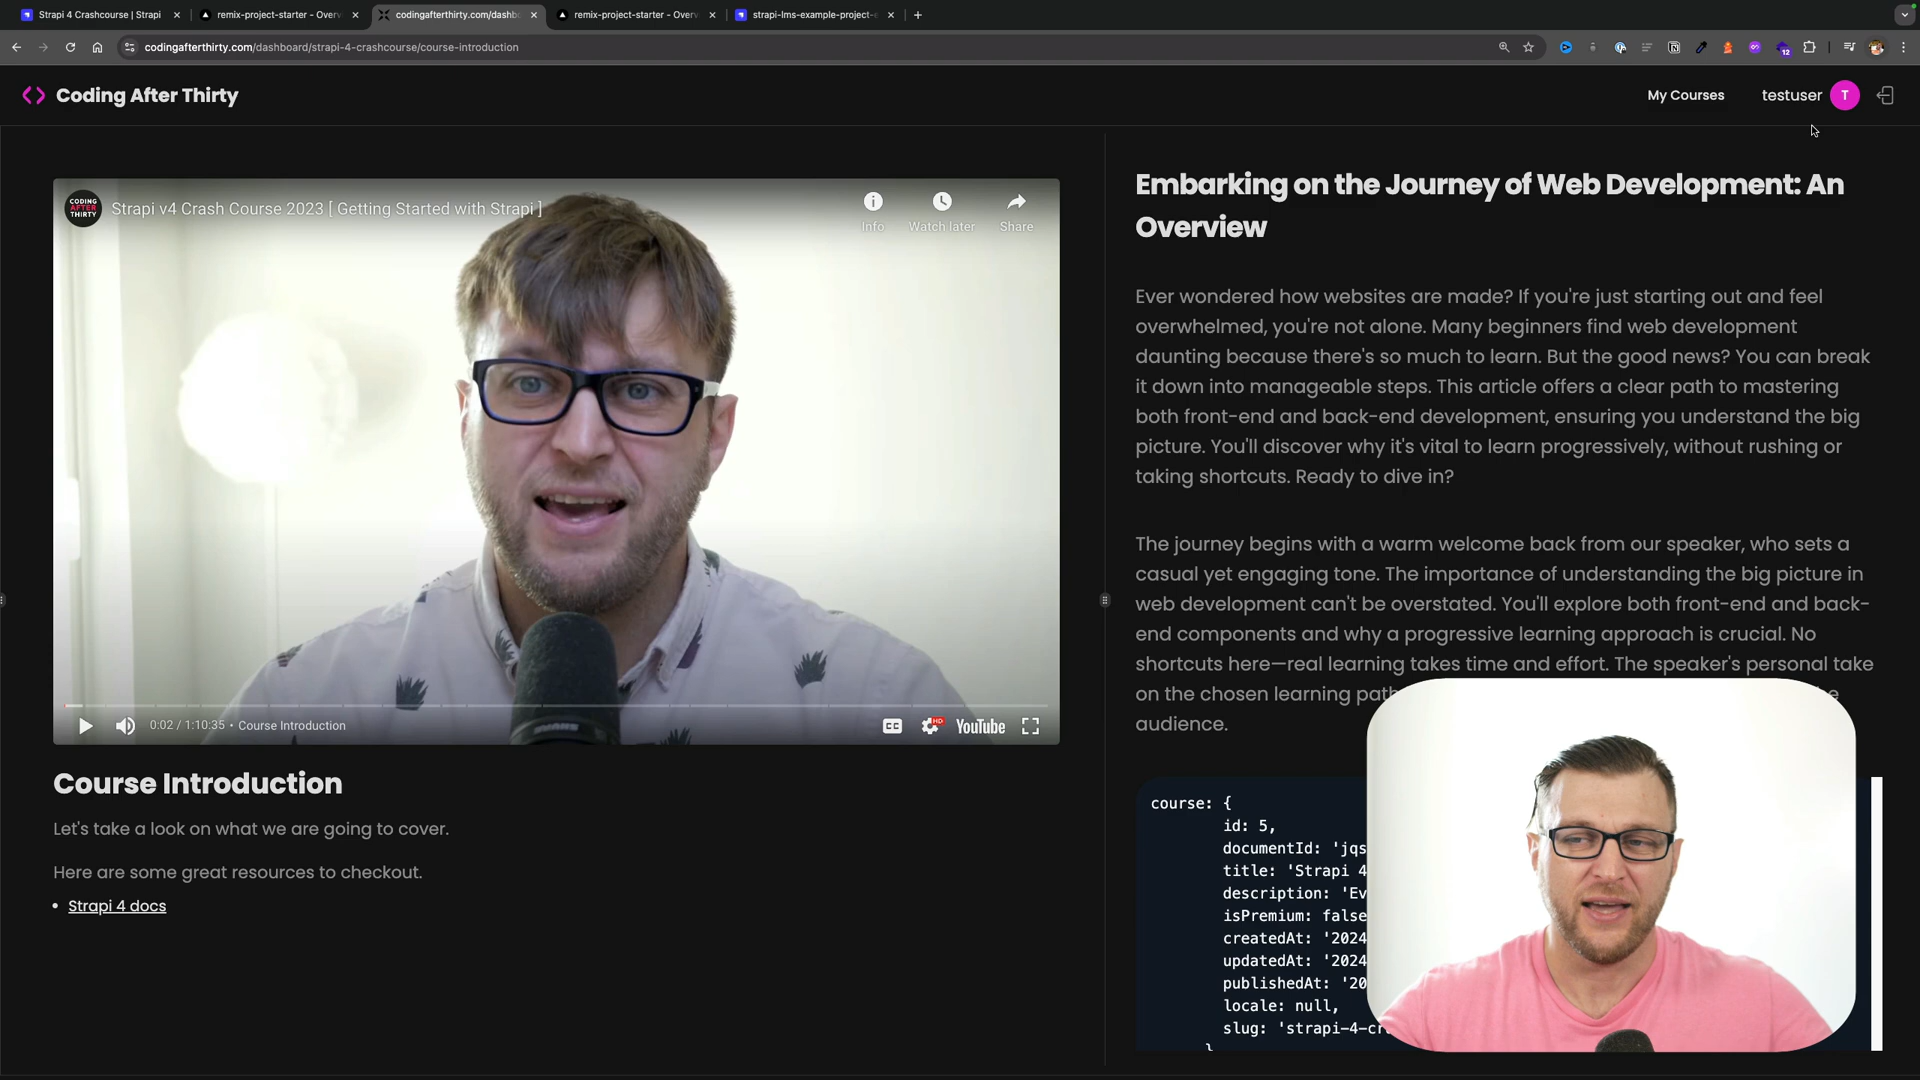 Strapi 4 Crashcourse | Strapi
remix-project-starter – Overv
codingafterthirty.com/dashbo
remix-project-starter – Overv
strapi-lms-example-project-
codingafterthirty.com/dashboard/strapi-4-crashcourse/course-introduction
12
Coding After Thirty
My Courses
testuser
T
CODING
AFTER
THIRTY
Strapi v4 Crash Course 2023 [ Getting Started with Strapi ]
Info
Watch later
Share
0:02 / 1:10:35 • Course Introduction
CC
HD
YouTube
Course Introduction
Let's take a look on what we are going to cover.
Here are some great resources to checkout.
• Strapi 4 docs
Embarking on the Journey of Web Development: An
Overview
Ever wondered how websites are made? If you're just starting out and feel
overwhelmed, you're not alone. Many beginners find web development
daunting because there's so much to learn. But the good news? You can break
it down into manageable steps. This article offers a clear path to mastering
both front-end and back-end development, ensuring you understand the big
picture. You'll discover why it's vital to learn progressively, without rushing or
taking shortcuts. Ready to dive in?
The journey begins with a warm welcome back from our speaker, who sets a
casual yet engaging tone. The importance of understanding the big picture in
web development can't be overstated. You'll explore both front-end and back-
end components and why a progressive learning approach is crucial. No
shortcuts here—real learning takes time and effort. The speaker's personal take
on the chosen learning path
audience.
course: {
id: 5,
documentId: 'jqs
title: 'Strapi 4
description: 'Ev
isPremium: false
createdAt: '2024
updatedAt: '2024
publishedAt: '20
locale: null,
slug: 'strapi-4-cr
}